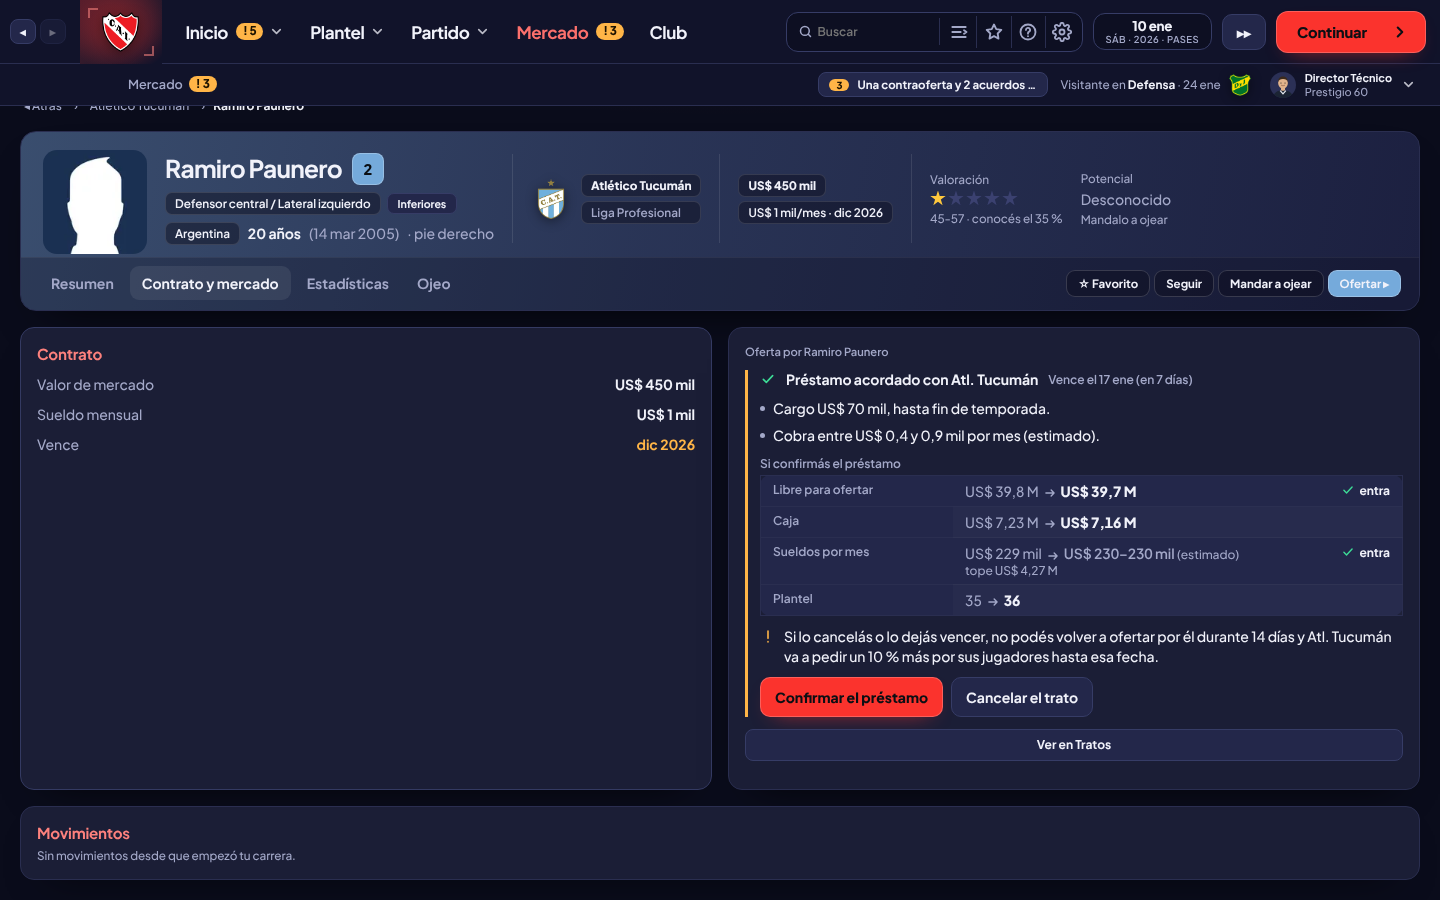 Inicio ! 5
Plantel
Partido
Mercado ! 3
Club
Buscar
10 ene
SÁB · 2026 · PASES
Continuar
Mercado ! 3
3 Una contraoferta y 2 acuerdos ...
Visitante en Defensa · 24 ene
Director Técnico
Prestigio 60
Atrás › Atlético Tucumán › Ramiro Paunero
Ramiro Paunero 2
Defensor central / Lateral izquierdo Inferiores
Argentina 20 años (14 mar 2005) · pie derecho
C.A.T.
Atlético Tucumán
Liga Profesional
US$ 450 mil
US$ 1 mil/mes · dic 2026
Valoración
45-57 · conocés el 35 %
Potencial
Desconocido
Mandalo a ojear
Resumen Contrato y mercado Estadísticas Ojeo
☆ Favorito Seguir Mandar a ojear Ofertar ▸
Contrato
Valor de mercado US$ 450 mil
Sueldo mensual US$ 1 mil
Vence dic 2026
Oferta por Ramiro Paunero
✓ Préstamo acordado con Atl. Tucumán Vence el 17 ene (en 7 días)
• Cargo US$ 70 mil, hasta fin de temporada.
• Cobra entre US$ 0,4 y 0,9 mil por mes (estimado).
Si confirmás el préstamo
Libre para ofertar US$ 39,8 M → US$ 39,7 M ✓ entra
Caja US$ 7,23 M → US$ 7,16 M
Sueldos por mes US$ 229 mil → US$ 230–230 mil (estimado) ✓ entra
tope US$ 4,27 M
Plantel 35 → 36
! Si lo cancelás o lo dejás vencer, no podés volver a ofertar por él durante 14 días y Atl. Tucumán
va a pedir un 10 % más por sus jugadores hasta esa fecha.
Confirmar el préstamo Cancelar el trato
Ver en Tratos
Movimientos
Sin movimientos desde que empezó tu carrera.